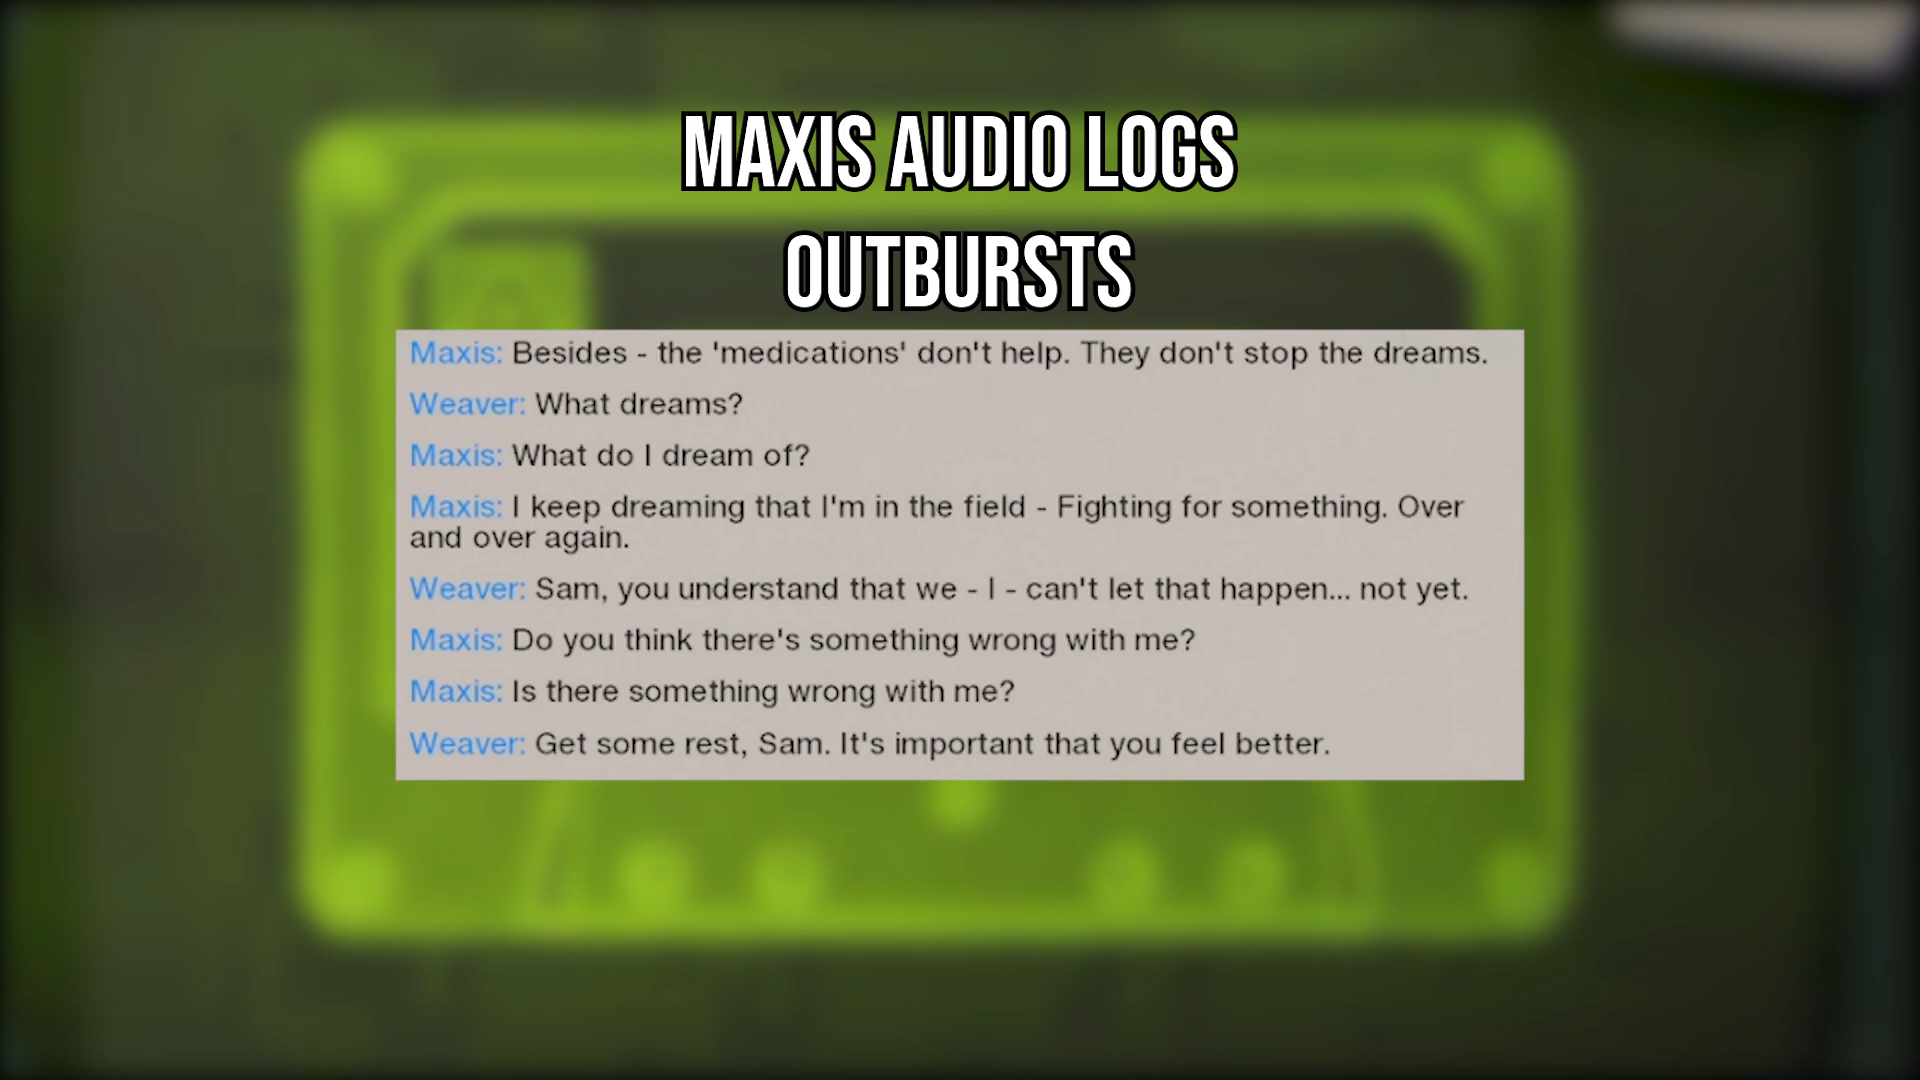 MAXIS AUDIO LOGS
OUTBURSTS
Maxis: Besides - the 'medications' don't help. They don't stop the dreams.
Weaver: What dreams?
Maxis: What do I dream of?
Maxis: I keep dreaming that I'm in the field - Fighting for something. Over
and over again.
Weaver: Sam, you understand that we - I - can't let that happen... not yet.
Maxis: Do you think there's something wrong with me?
Maxis: Is there something wrong with me?
Weaver: Get some rest, Sam. It's important that you feel better.